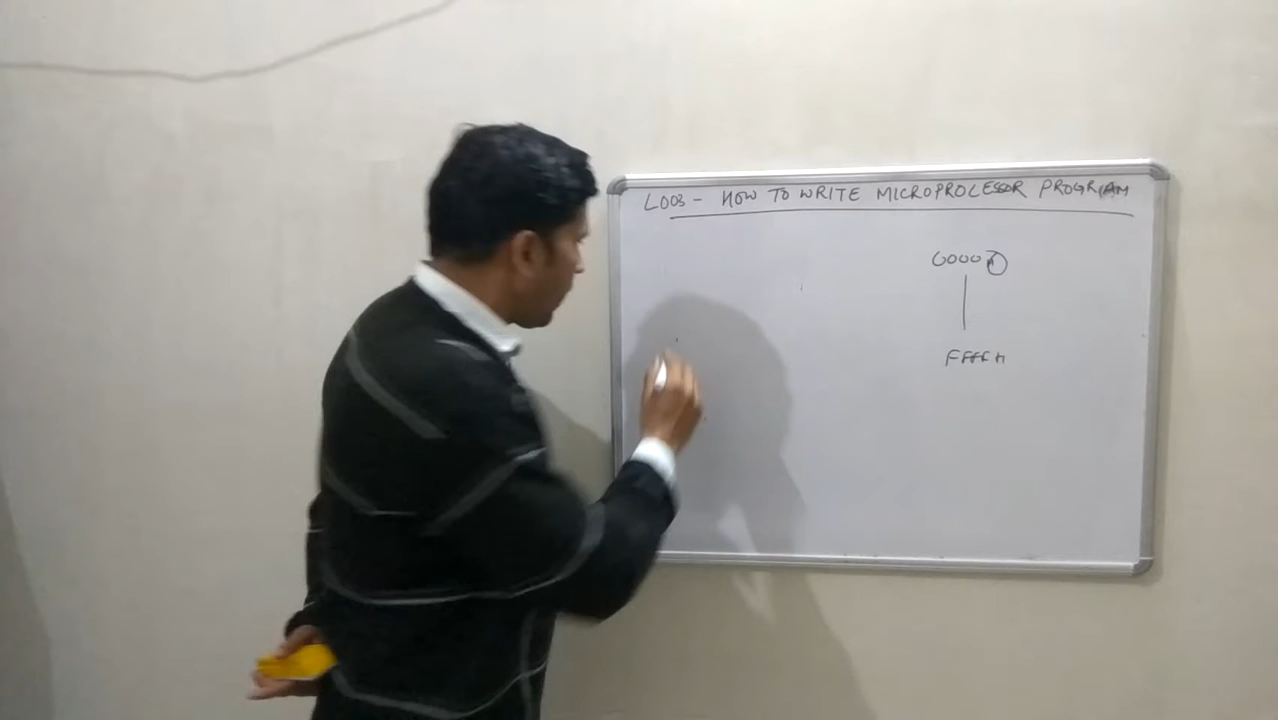 L003 - HOW TO WRITE MICROPROCESSOR PROGRAM
0000H
FFFFH